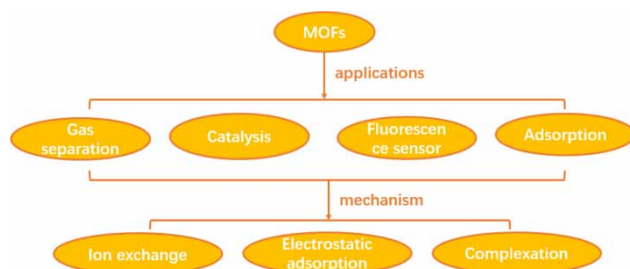 MOFs
applications
Gas
separation
Catalysis
Fluorescen
ce sensor
Adsorption
mechanism
Ion exchange
Electrostatic
adsorption
Complexation